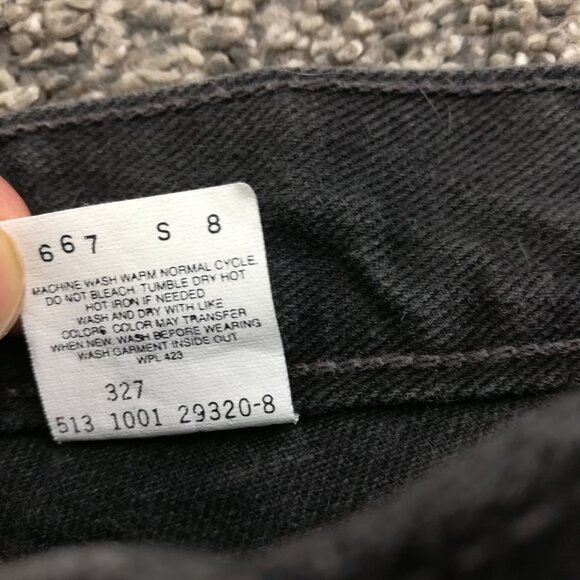 667 S 8
MACHINE WASH WARM NORMAL CYCLE.
DO NOT BLEACH. TUMBLE DRY HOT
HOT IRON IF NEEDED
WASH AND DRY WITH LIKE
COLORS. COLOR MAY TRANSFER
WHEN NEW. WASH BEFORE WEARING
WASH GARMENT INSIDE OUT
WPL 423
327
513 1001 29320-8